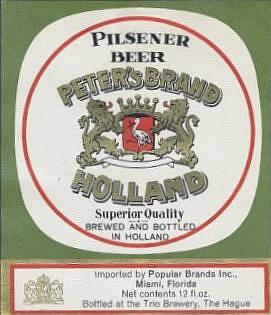 PILSENER
BEER
PETER'S BRAND
HOLLAND
Superior Quality
BREWED AND BOTTLED
IN HOLLAND
Imported by Popular Brands Inc.,
Miami, Florida
Net contents 12 fl.oz.
Bottled at the Trio Brewery, The Hague